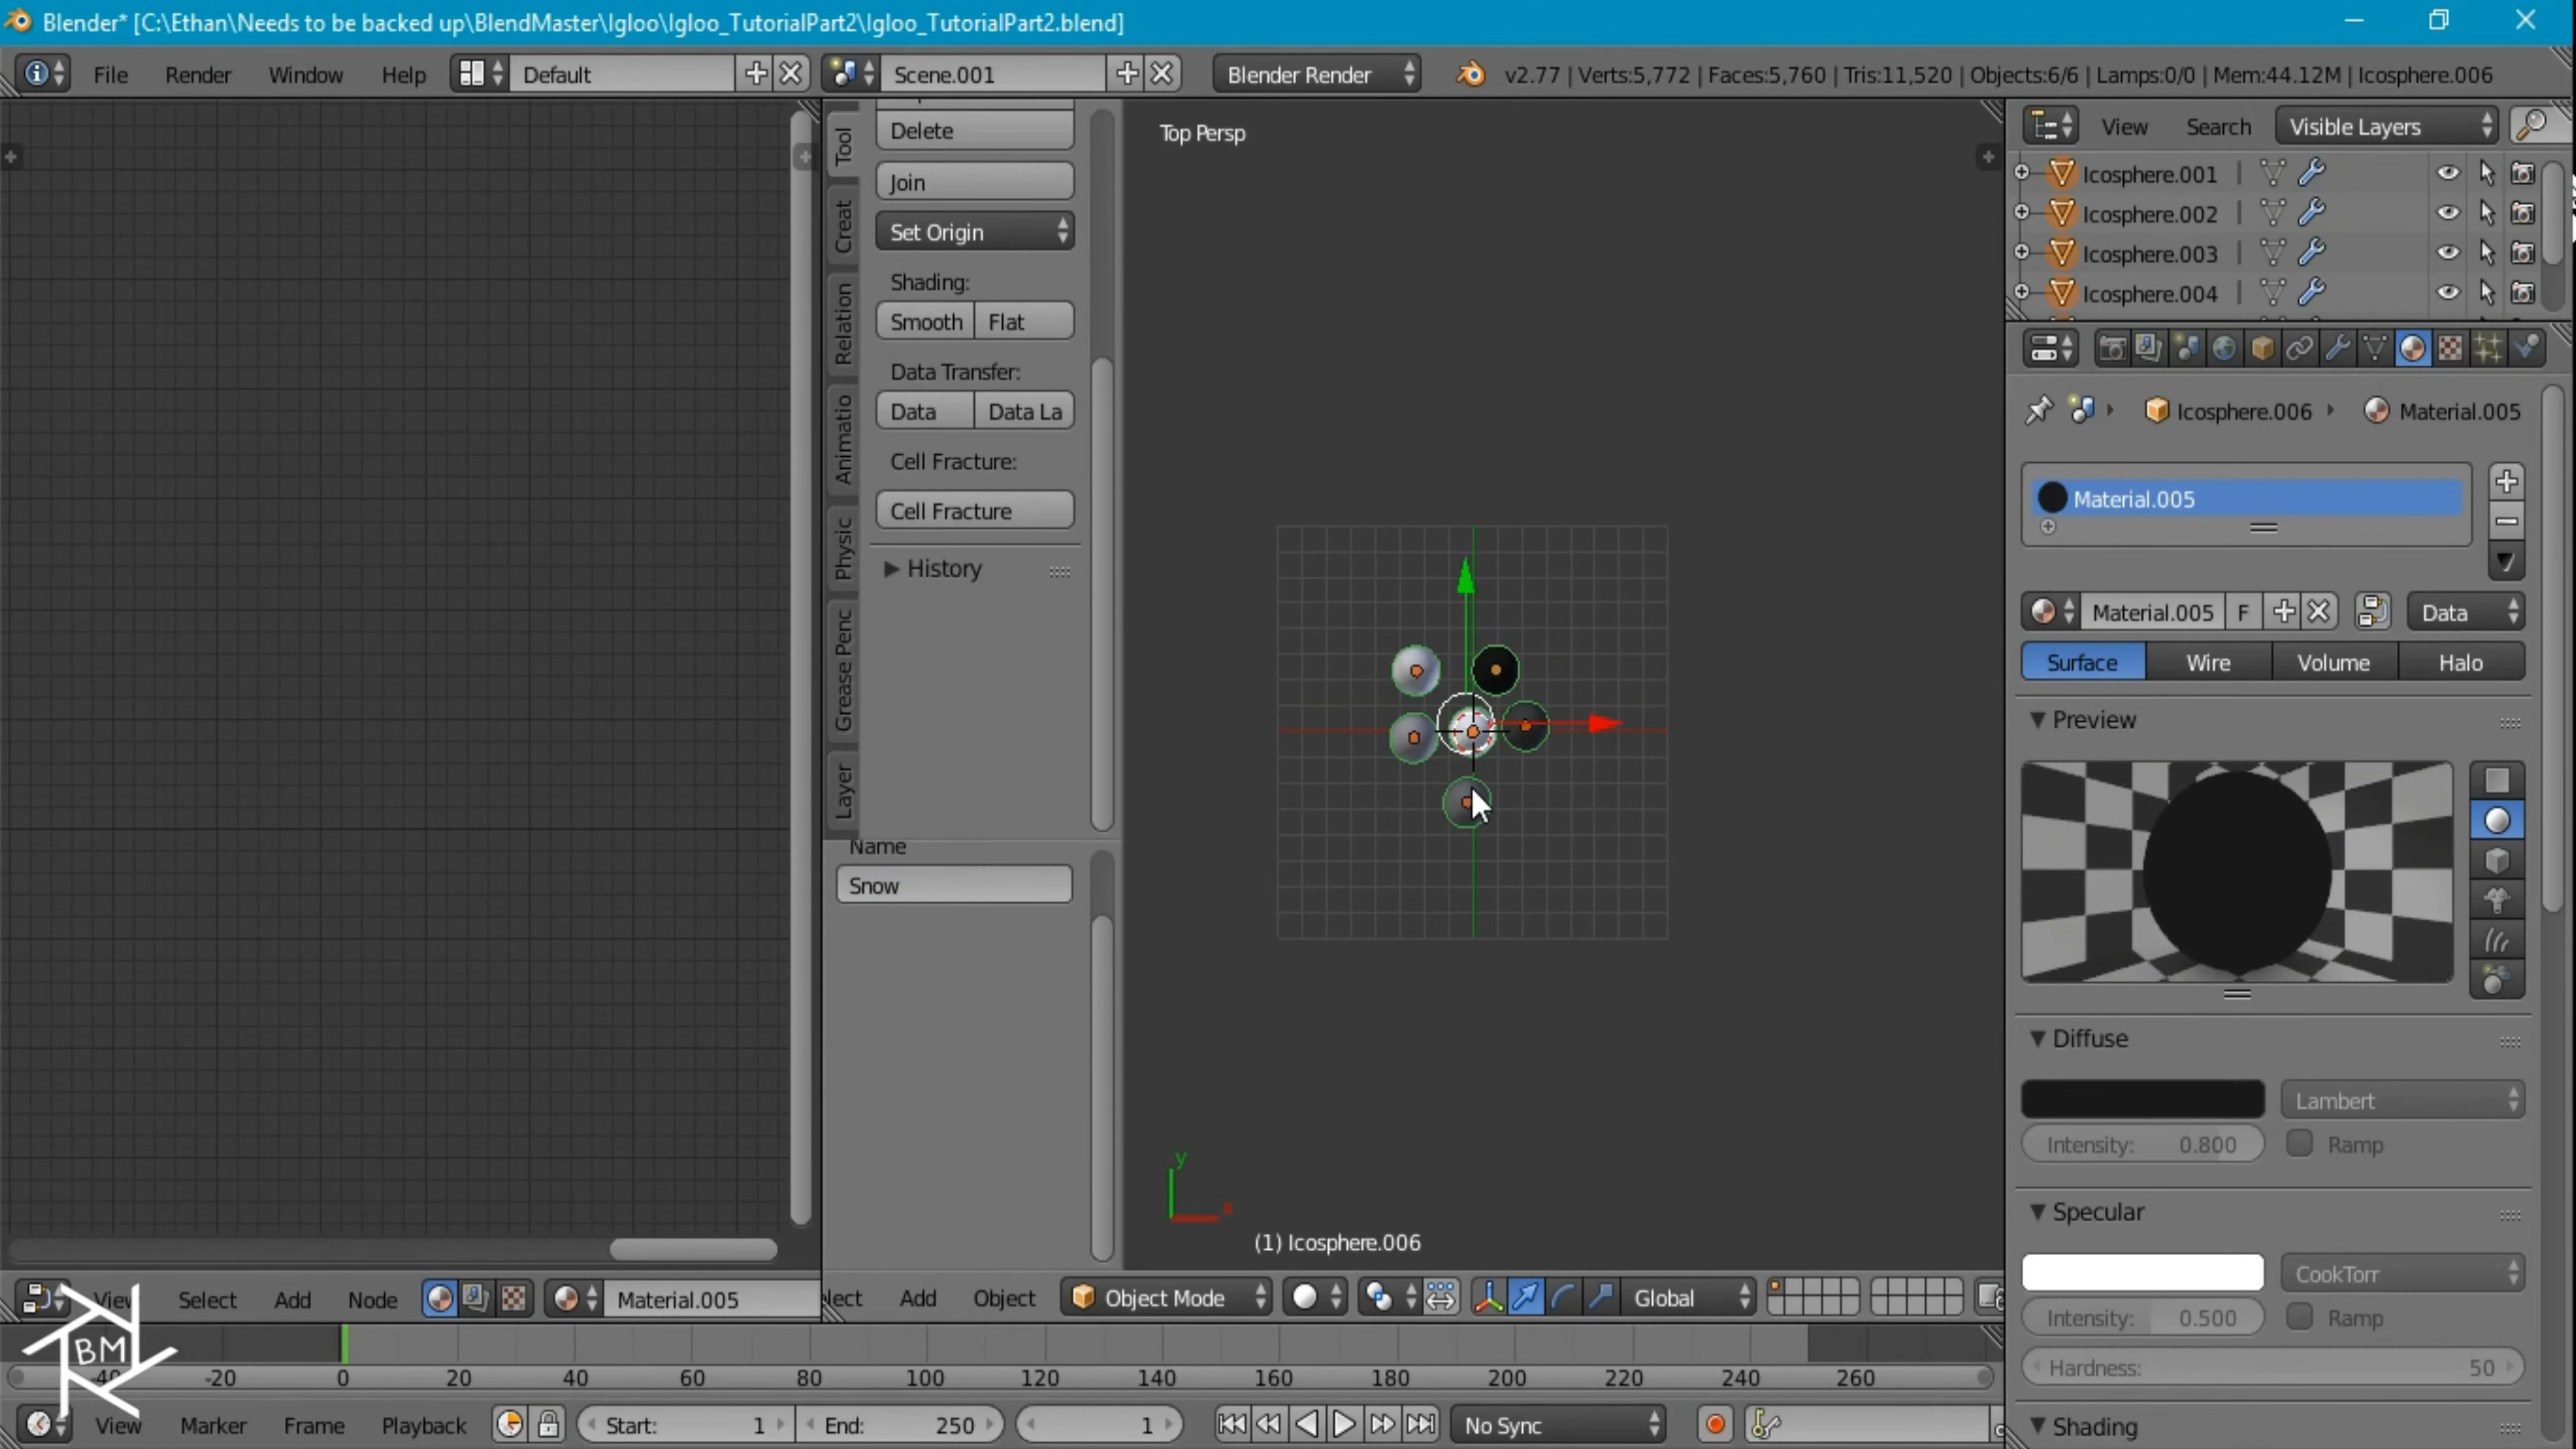 Blender* [C:\Ethan\Needs to be backed up\BlendMaster\Igloo\Igloo_TutorialPart2\Igloo_TutorialPart2.blend]
File Render Window Help Default Scene.001 Blender Render v2.77 | Verts:5,772 | Faces:5,760 | Tris:11,520 | Objects:6/6 | Lamps:0/0 | Mem:44.12M | Icosphere.006
Tool
Creat
Relation
Animatio
Physic
Grease Penc
Layer
Delete
Join
Set Origin
Shading:
Smooth Flat
Data Transfer:
Data Data La
Cell Fracture:
Cell Fracture
History
Name
Snow
Top Persp
y
x
(1) Icosphere.006
View Search Visible Layers
Icosphere.001
Icosphere.002
Icosphere.003
Icosphere.004
Icosphere.006 Material.005
Material.005
Material.005 F Data
Surface Wire Volume Halo
Preview
Diffuse
Lambert
Intensity: 0.800 Ramp
Specular
CookTorr
Intensity: 0.500 Ramp
Hardness: 50
Shading
View Select Add Node Material.005
lect Add Object Object Mode Global
BM
-40 -20 0 20 40 60 80 100 120 140 160 180 200 220 240 260
View Marker Frame Playback Start: 1 End: 250 1 No Sync